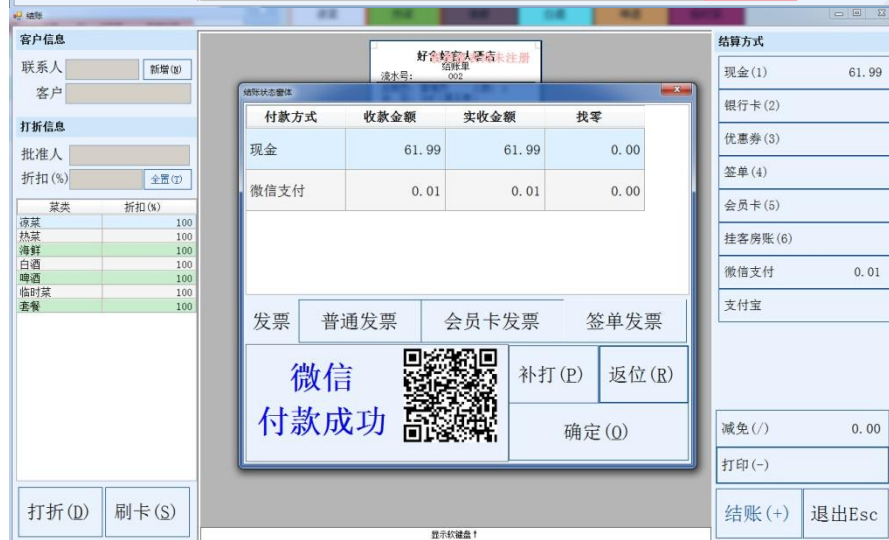 结账
客户信息
联系人
新增(N)
客户
打折信息
批准人
折扣(%)
全置(T)
菜类 折扣(%)
凉菜 100
热菜 100
海鲜 100
白酒 100
啤酒 100
临时菜 100
套餐 100
打折(D) 刷卡(S)
结账单
流水号: 002
结账状态窗体
付款方式 收款金额 实收金额 找零
现金 61.99 61.99 0.00
微信支付 0.01 0.01 0.00
发票 普通发票 会员卡发票 签单发票
微信
付款成功
补打(P) 返位(R)
确定(O)
显示软键盘↑
结算方式
现金(1) 61.99
银行卡(2)
优惠券(3)
签单(4)
会员卡(5)
挂客房账(6)
微信支付 0.01
支付宝
减免(/) 0.00
打印(-)
结账(+) 退出Esc